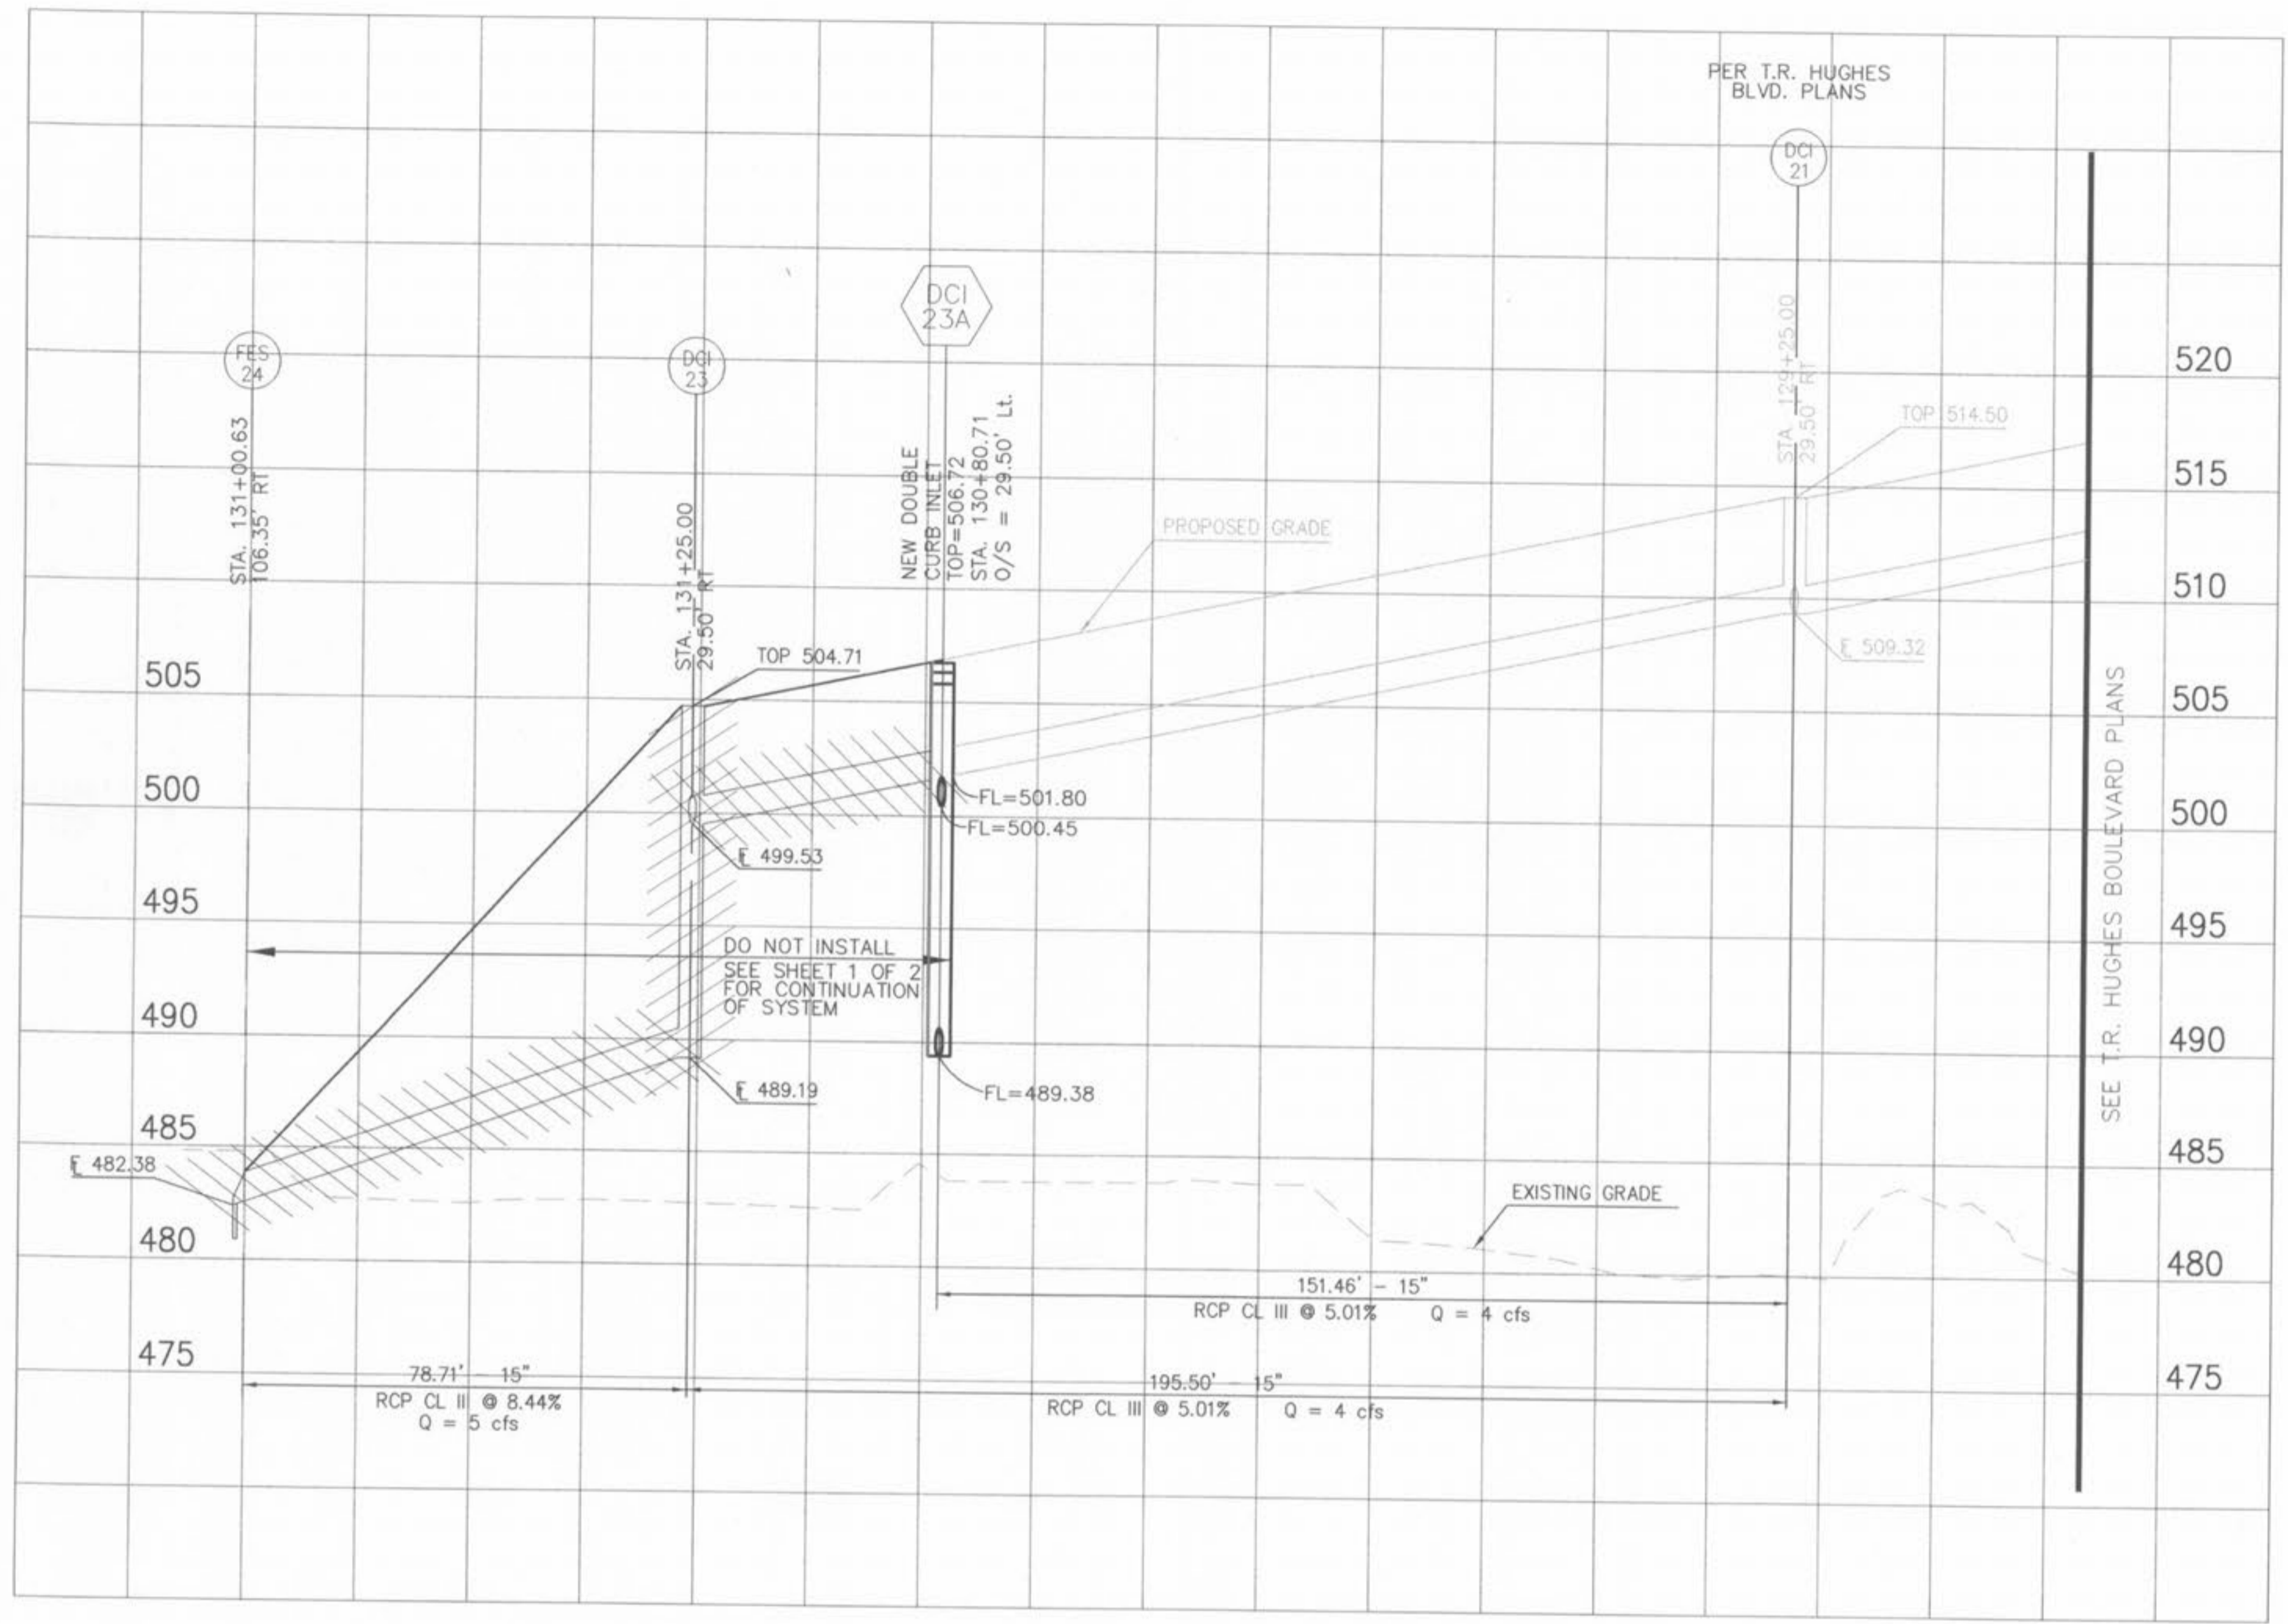 PER T.R. HUGHES
BLVD. PLANS
DCI
21
DCI
23A
FES
24
DCI
23
STA. 131+00.63
106.35' RT
STA. 131+25.00
29.50' RT
NEW DOUBLE
CURB INLET
TOP=506.72
STA. 130+80.71
O/S = 29.50' Lt.
STA 129+25.00
29.50' RT
TOP 514.50
PROPOSED GRADE
TOP 504.71
FL 509.32
FL=501.80
FL=500.45
FL 499.53
DO NOT INSTALL
SEE SHEET 1 OF 2
FOR CONTINUATION
OF SYSTEM
FL 489.19
FL=489.38
FL 482.38
EXISTING GRADE
151.46' - 15"
RCP CL III @ 5.01% Q = 4 cfs
78.71' - 15"
RCP CL III @ 8.44%
Q = 5 cfs
195.50' - 15"
RCP CL III @ 5.01% Q = 4 cfs
505
500
495
490
485
480
475
520
515
510
505
500
495
490
485
480
475
SEE T.R. HUGHES BOULEVARD PLANS